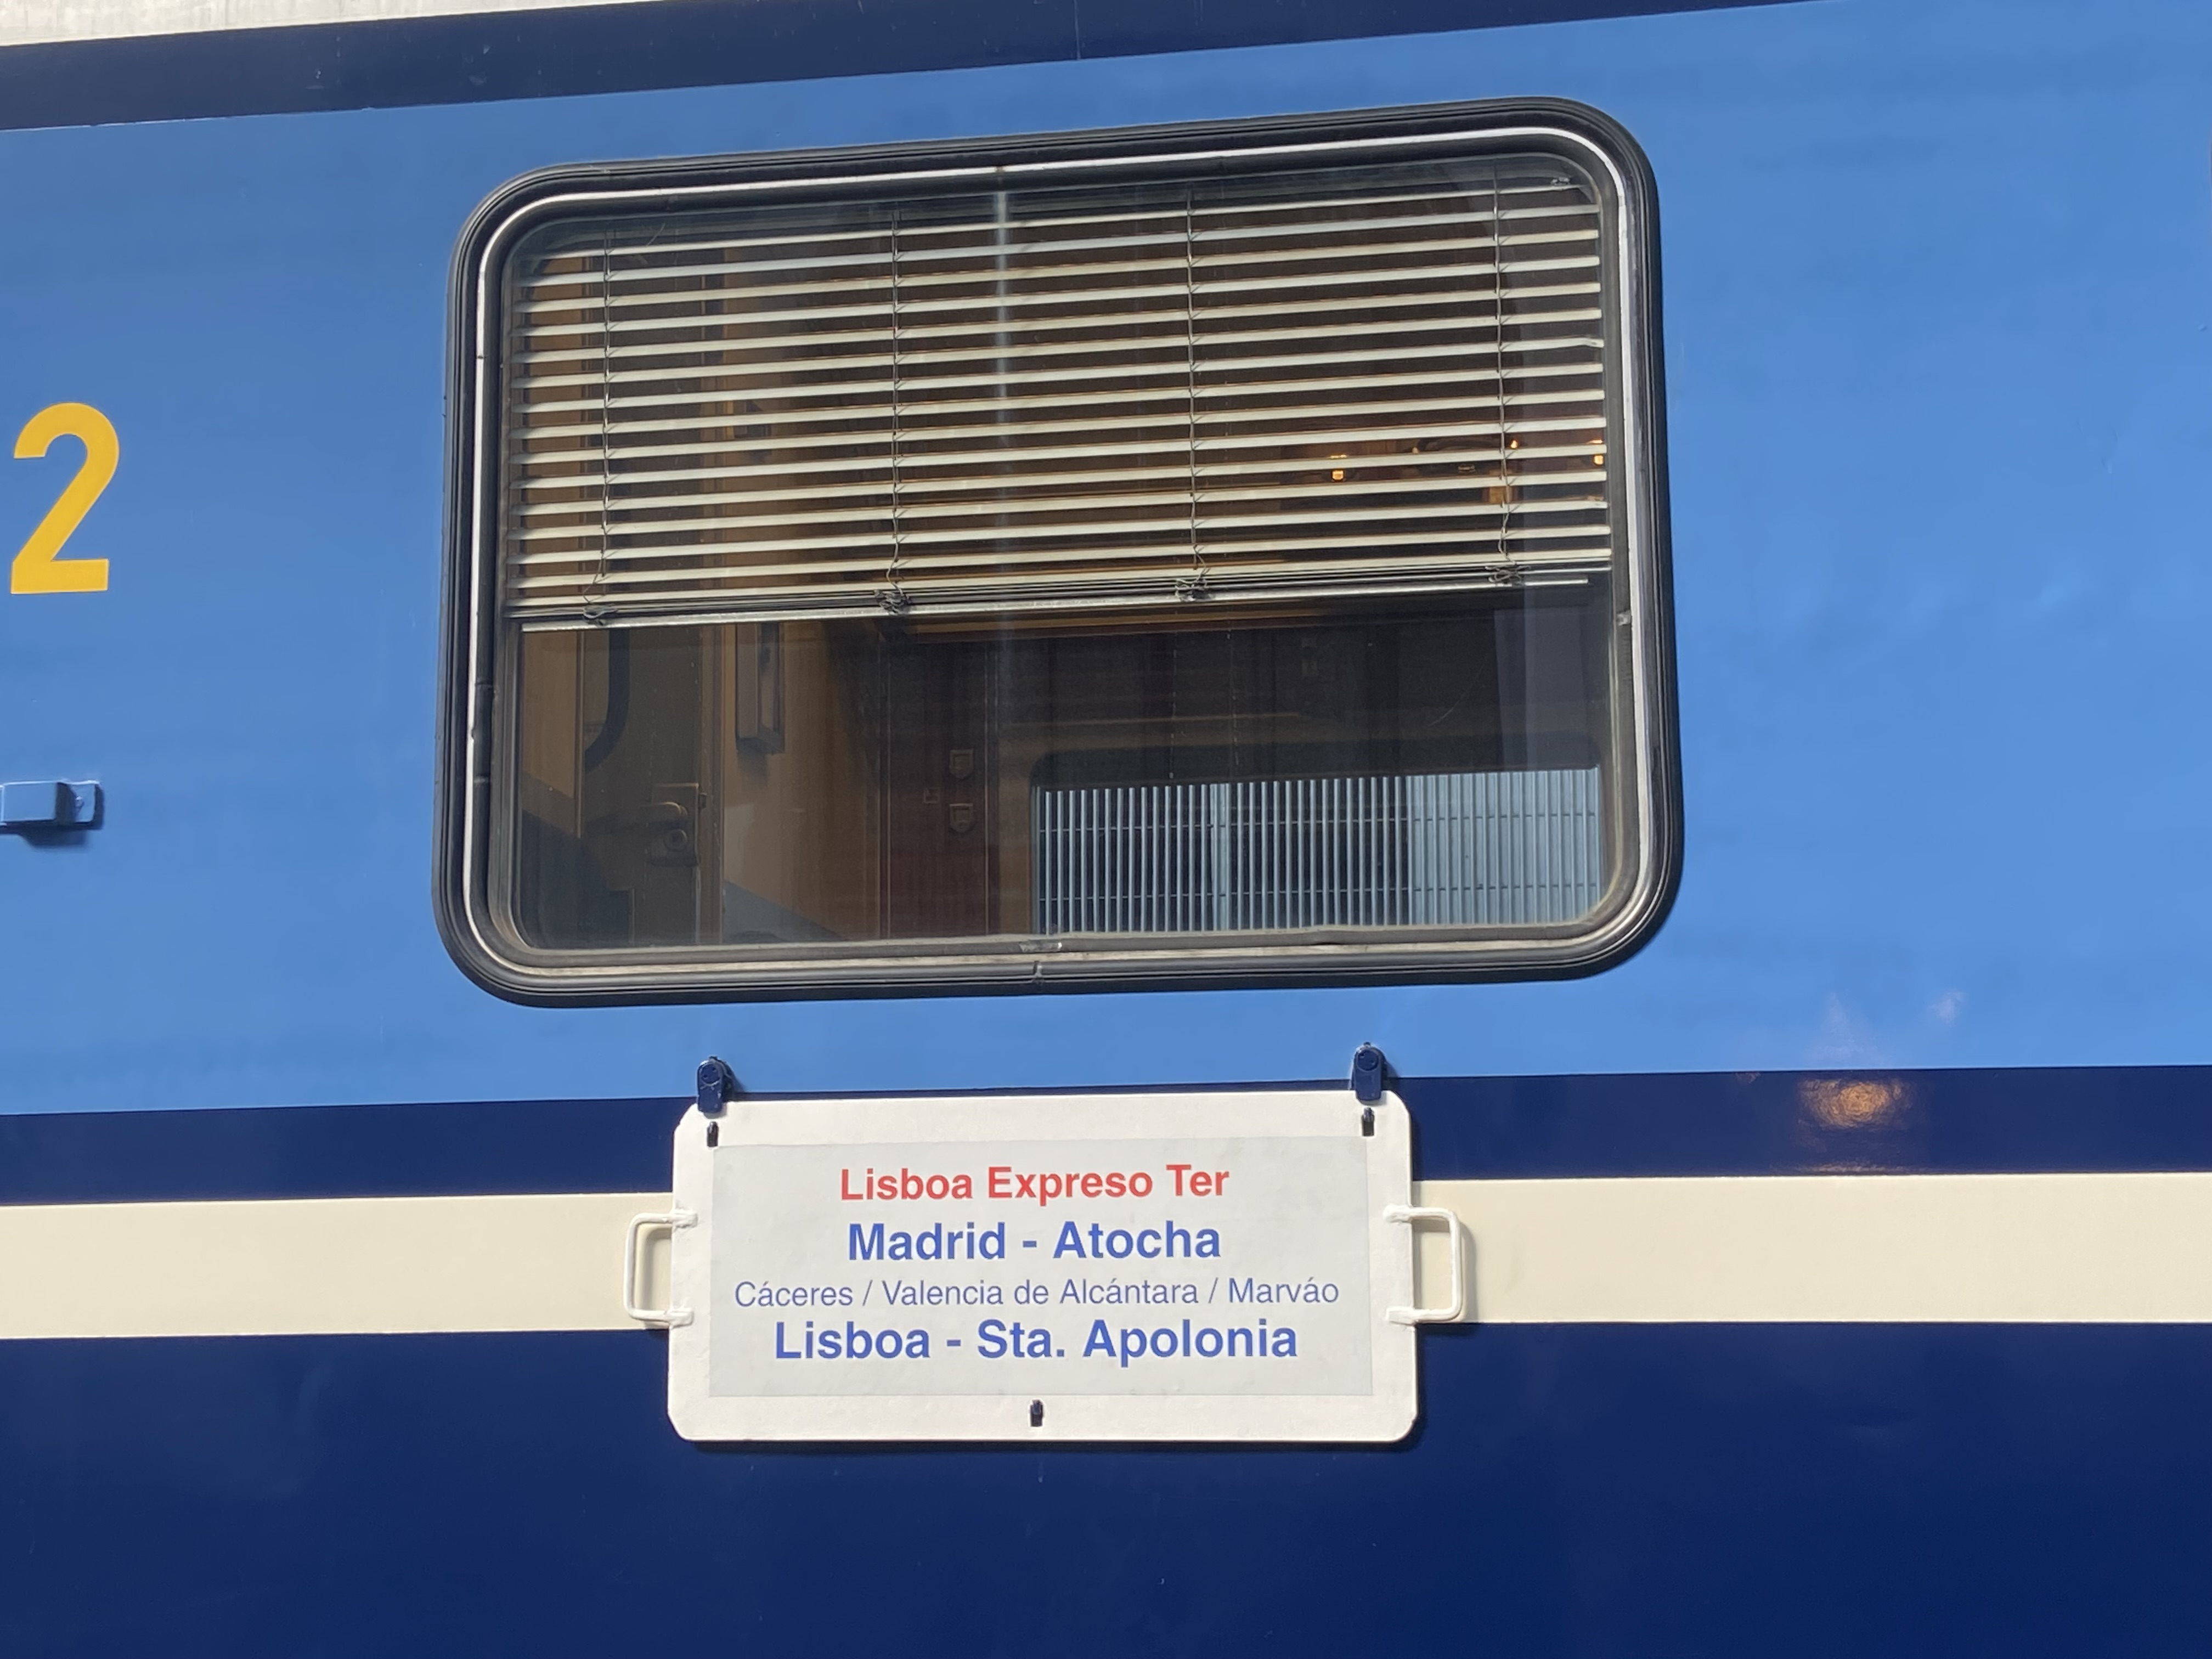 2
Lisboa Expreso Ter
Madrid - Atocha
Cáceres / Valencia de Alcántara / Marváo
Lisboa - Sta. Apolonia